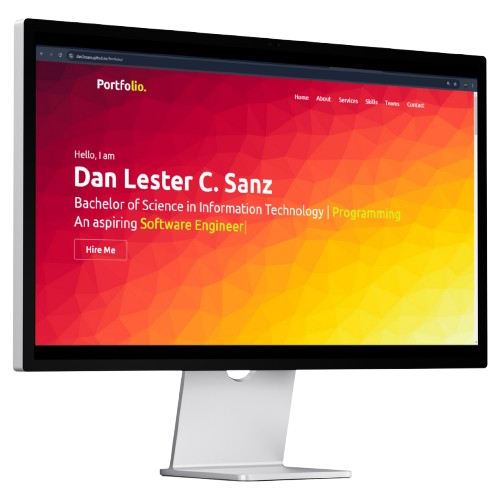 Portfolio.
Home About Services Skills Teams Contact
Hello, I am
Dan Lester C. Sanz
Bachelor of Science in Information Technology | Programming
An aspiring Software Engineer|
Hire Me